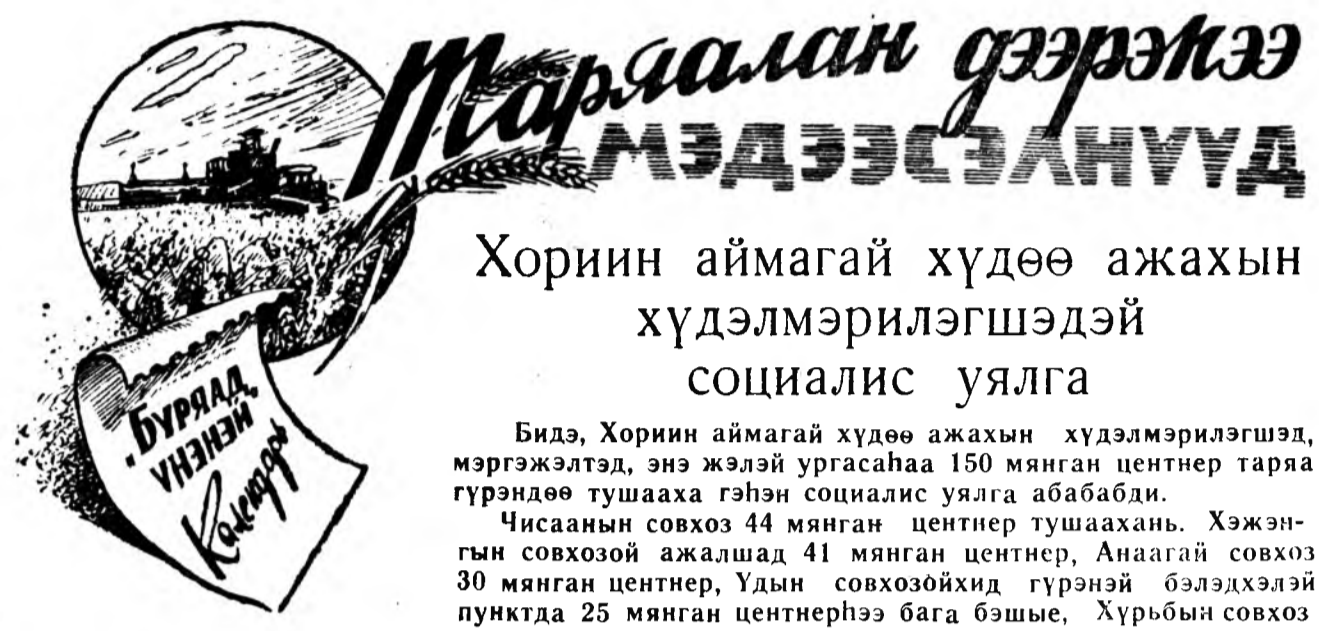 Таряалан дээрэһээ
МЭДЭЭСЭЛНҮҮД
„БҮРЯАД
ҮНЭНЭЙ“
Календарь
Хориин аймагай хүдөө ажахын
хүдэлмэрилэгшэдэй
социалис уялга
Бидэ, Хориин аймагай хүдөө ажахын хүдэлмэрилэгшэд,
мэргэжэлтэд, энэ жэлэй ургасаһаа 150 мянган центнер таряа
гүрэндөө тушааха гэһэн социалис уялга абабабди.
Чисаанын совхоз 44 мянган центнер тушаахань. Хэжэн-
гын совхозой ажалшад 41 мянган центнер, Анаагай совхоз
30 мянган центнер, Үдын совхозойхид гүрэнэй бэлэдхэлэй
пунктда 25 мянган центнерһээ бага бэшые, Хүрьбын совхоз